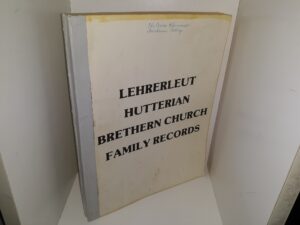 LEHRERLEUT
HUTTERIAN
BRETHERN CHURCH
FAMILY RECORDS